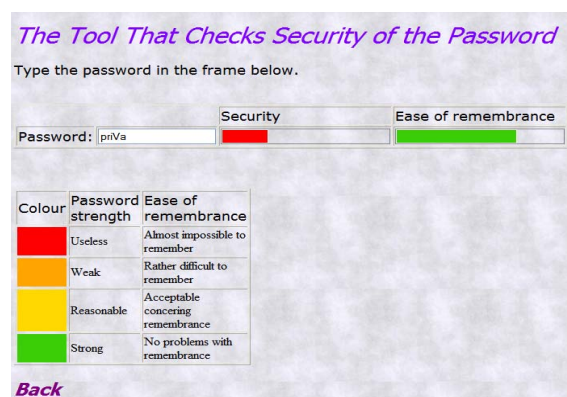 The Tool That Checks Security of the Password
Type the password in the frame below.
Security Ease of remembrance
Password: priVa
Colour Password strength Ease of remembrance
Useless Almost impossible to remember
Weak Rather difficult to remember
Reasonable Acceptable concering remembrance
Strong No problems with remembrance
Back